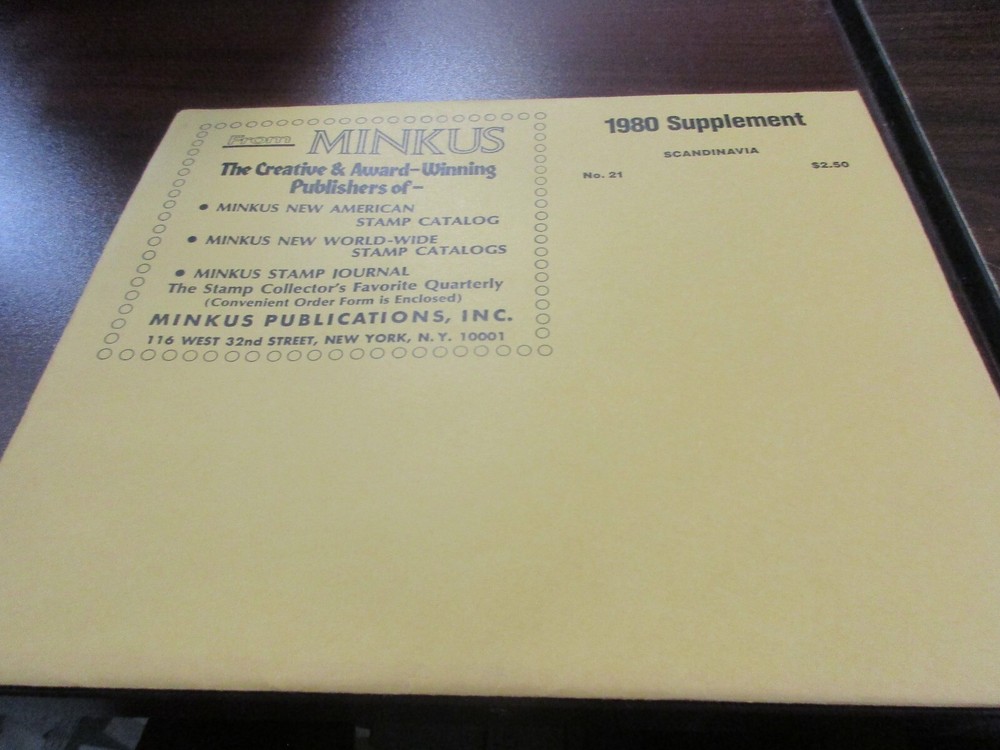 From MINKUS
The Creative & Award-Winning
Publishers of-
● MINKUS NEW AMERICAN
STAMP CATALOG
● MINKUS NEW WORLD-WIDE
STAMP CATALOGS
● MINKUS STAMP JOURNAL
The Stamp Collector's Favorite Quarterly
(Convenient Order Form is Enclosed)
MINKUS PUBLICATIONS, INC.
116 WEST 32nd STREET, NEW YORK, N.Y. 10001
1980 Supplement
SCANDINAVIA
No. 21 $2.50